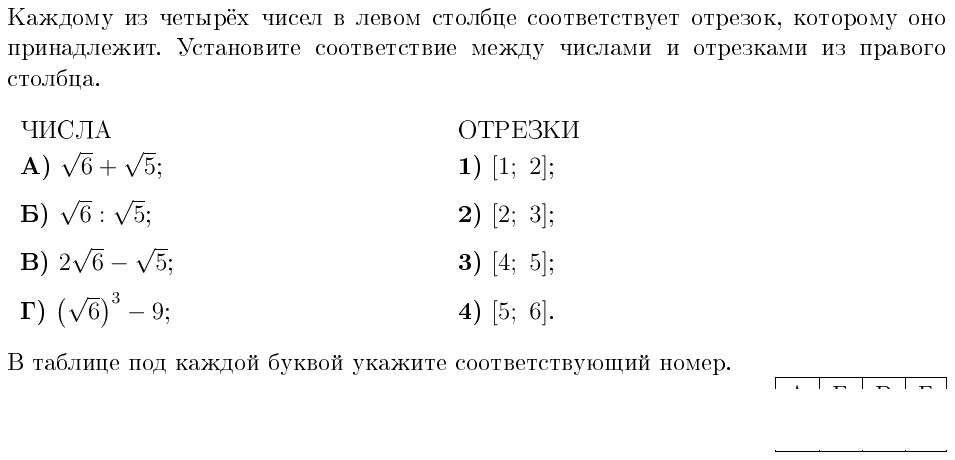 Каждому из четырёх чисел в левом столбце соответствует отрезок, которому оно
принадлежит. Установите соответствие между числами и отрезками из правого
столбца.
ЧИСЛА ОТРЕЗКИ
А) √6 + √5; 1) [1; 2];
Б) √6 : √5; 2) [2; 3];
В) 2√6 − √5; 3) [4; 5];
Г) (√6)³ − 9; 4) [5; 6].
В таблице под каждой буквой укажите соответствующий номер.